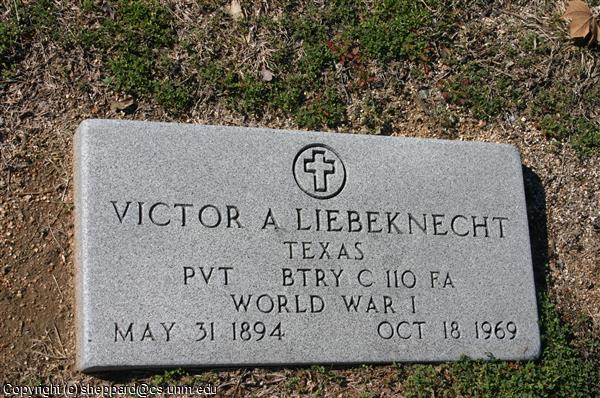 VICTOR A LIEBEKNECHT
TEXAS
PVT BTRY C 110 FA
WORLD WAR I
MAY 31 1894 OCT 18 1969
Copyright (c) sheppard@cs.unm.edu